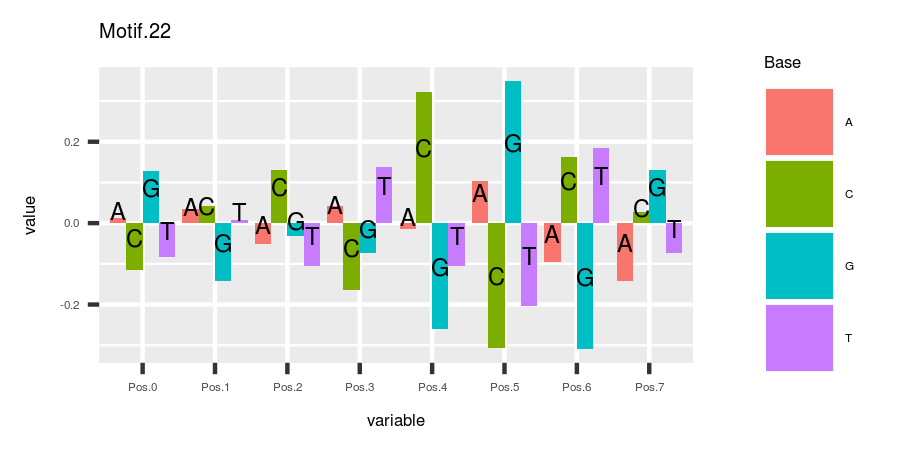 Motif.22
Base
A
C
G
T
value
0.2
0.0
-0.2
A C G T A C G T A C G T A C G T A C G T A C G T A C G T A C G T
Pos.0 Pos.1 Pos.2 Pos.3 Pos.4 Pos.5 Pos.6 Pos.7
variable